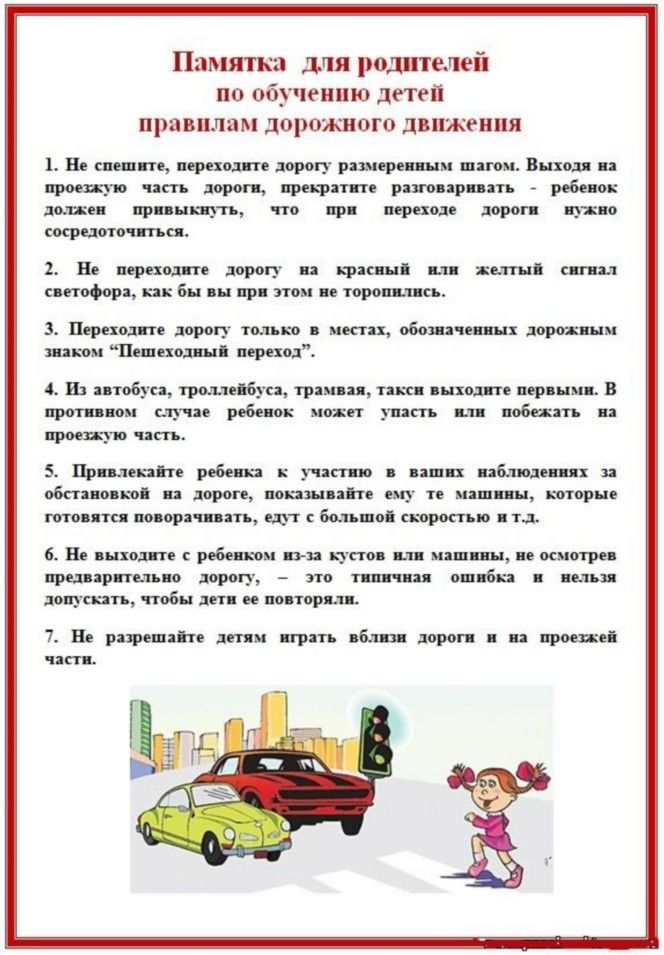 Памятка для родителей
по обучению детей
правилам дорожного движения
1. Не спешите, переходите дорогу размеренным шагом. Выходя на
проезжую часть дороги, прекратите разговаривать - ребенок
должен привыкнуть, что при переходе дороги нужно
сосредоточиться.
2. Не переходите дорогу на красный или желтый сигнал
светофора, как бы вы при этом не торопились.
3. Переходите дорогу только в местах, обозначенных дорожным
знаком “Пешеходный переход”.
4. Из автобуса, троллейбуса, трамвая, такси выходите первыми. В
противном случае ребенок может упасть или побежать на
проезжую часть.
5. Привлекайте ребенка к участию в ваших наблюдениях за
обстановкой на дороге, показывайте ему те машины, которые
готовятся поворачивать, едут с большой скоростью и т.д.
6. Не выходите с ребенком из-за кустов или машины, не осмотрев
предварительно дорогу, – это типичная ошибка и нельзя
допускать, чтобы дети ее повторяли.
7. Не разрешайте детям играть вблизи дороги и на проезжей
части.